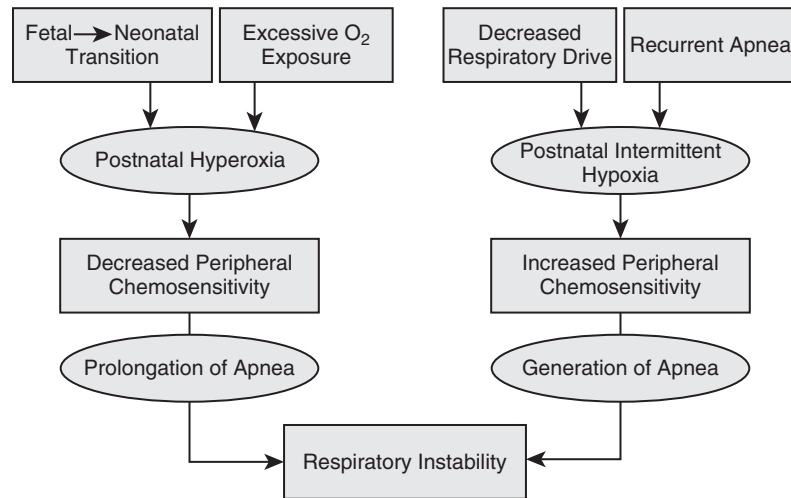 Fetal → Neonatal
Transition
Excessive O₂
Exposure
Decreased
Respiratory Drive
Recurrent Apnea
Postnatal Hyperoxia
Postnatal Intermittent
Hypoxia
Decreased Peripheral
Chemosensitivity
Increased Peripheral
Chemosensitivity
Prolongation of Apnea
Generation of Apnea
Respiratory Instability